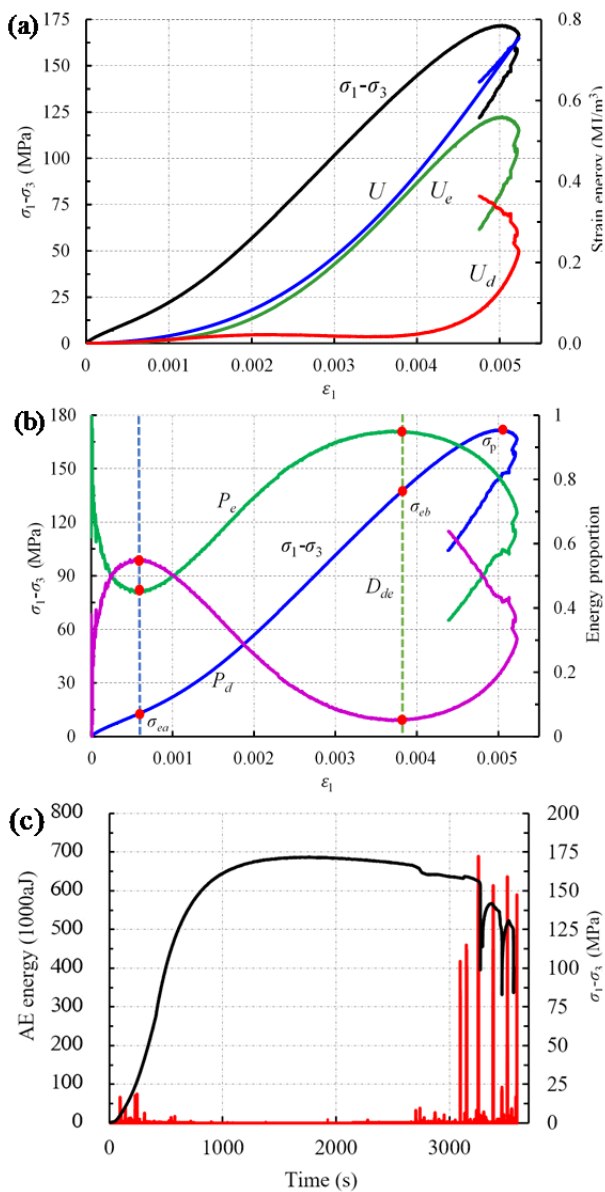 (a)
175
150
125
100
75
50
25
0
σ1-σ3 (MPa)
0.8
0.6
0.4
0.2
0.0
Strain energy (MJ/m³)
σ1-σ3
U
Ue
Ud
0
0.001
0.002
0.003
0.004
0.005
ε1
(b)
180
150
120
90
60
30
0
σ1-σ3 (MPa)
1
0.8
0.6
0.4
0.2
0
Energy proportion
Pe
σ1-σ3
σp
σeb
Dde
Pd
σea
0
0.001
0.002
0.003
0.004
0.005
ε1
(c)
800
700
600
500
400
300
200
100
0
AE energy (1000aJ)
200
175
150
125
100
75
50
25
0
σ1-σ3 (MPa)
0
1000
2000
3000
Time (s)